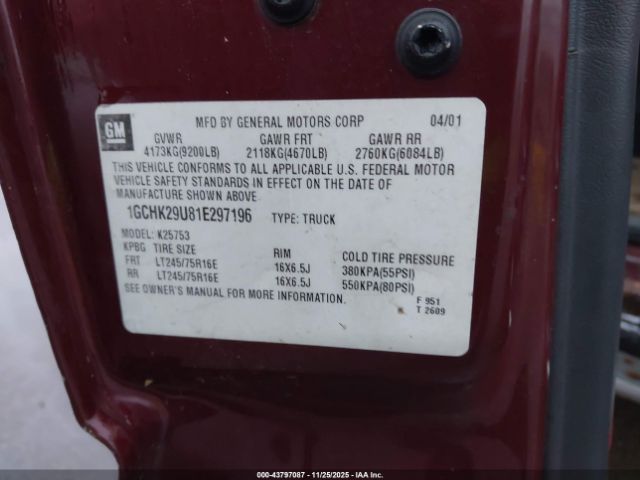 GM
MFD BY GENERAL MOTORS CORP 04/01
GVWR GAWR FRT GAWR RR
4173KG(9200LB) 2118KG(4670LB) 2760KG(6084LB)
THIS VEHICLE CONFORMS TO ALL APPLICABLE U.S. FEDERAL MOTOR
VEHICLE SAFETY STANDARDS IN EFFECT ON THE DATE OF
MANUFACTURE SHOWN ABOVE
1GCHK29U81E297196 TYPE: TRUCK
MODEL: K25753
KPBG TIRE SIZE RIM COLD TIRE PRESSURE
FRT LT245/75R16E 16X6.5J 380KPA(55PSI)
RR LT245/75R16E 16X6.5J 550KPA(80PSI)
SEE OWNER'S MANUAL FOR MORE INFORMATION.
F 951
T 2609
000-43797087 11/25/2025 IAAI.com